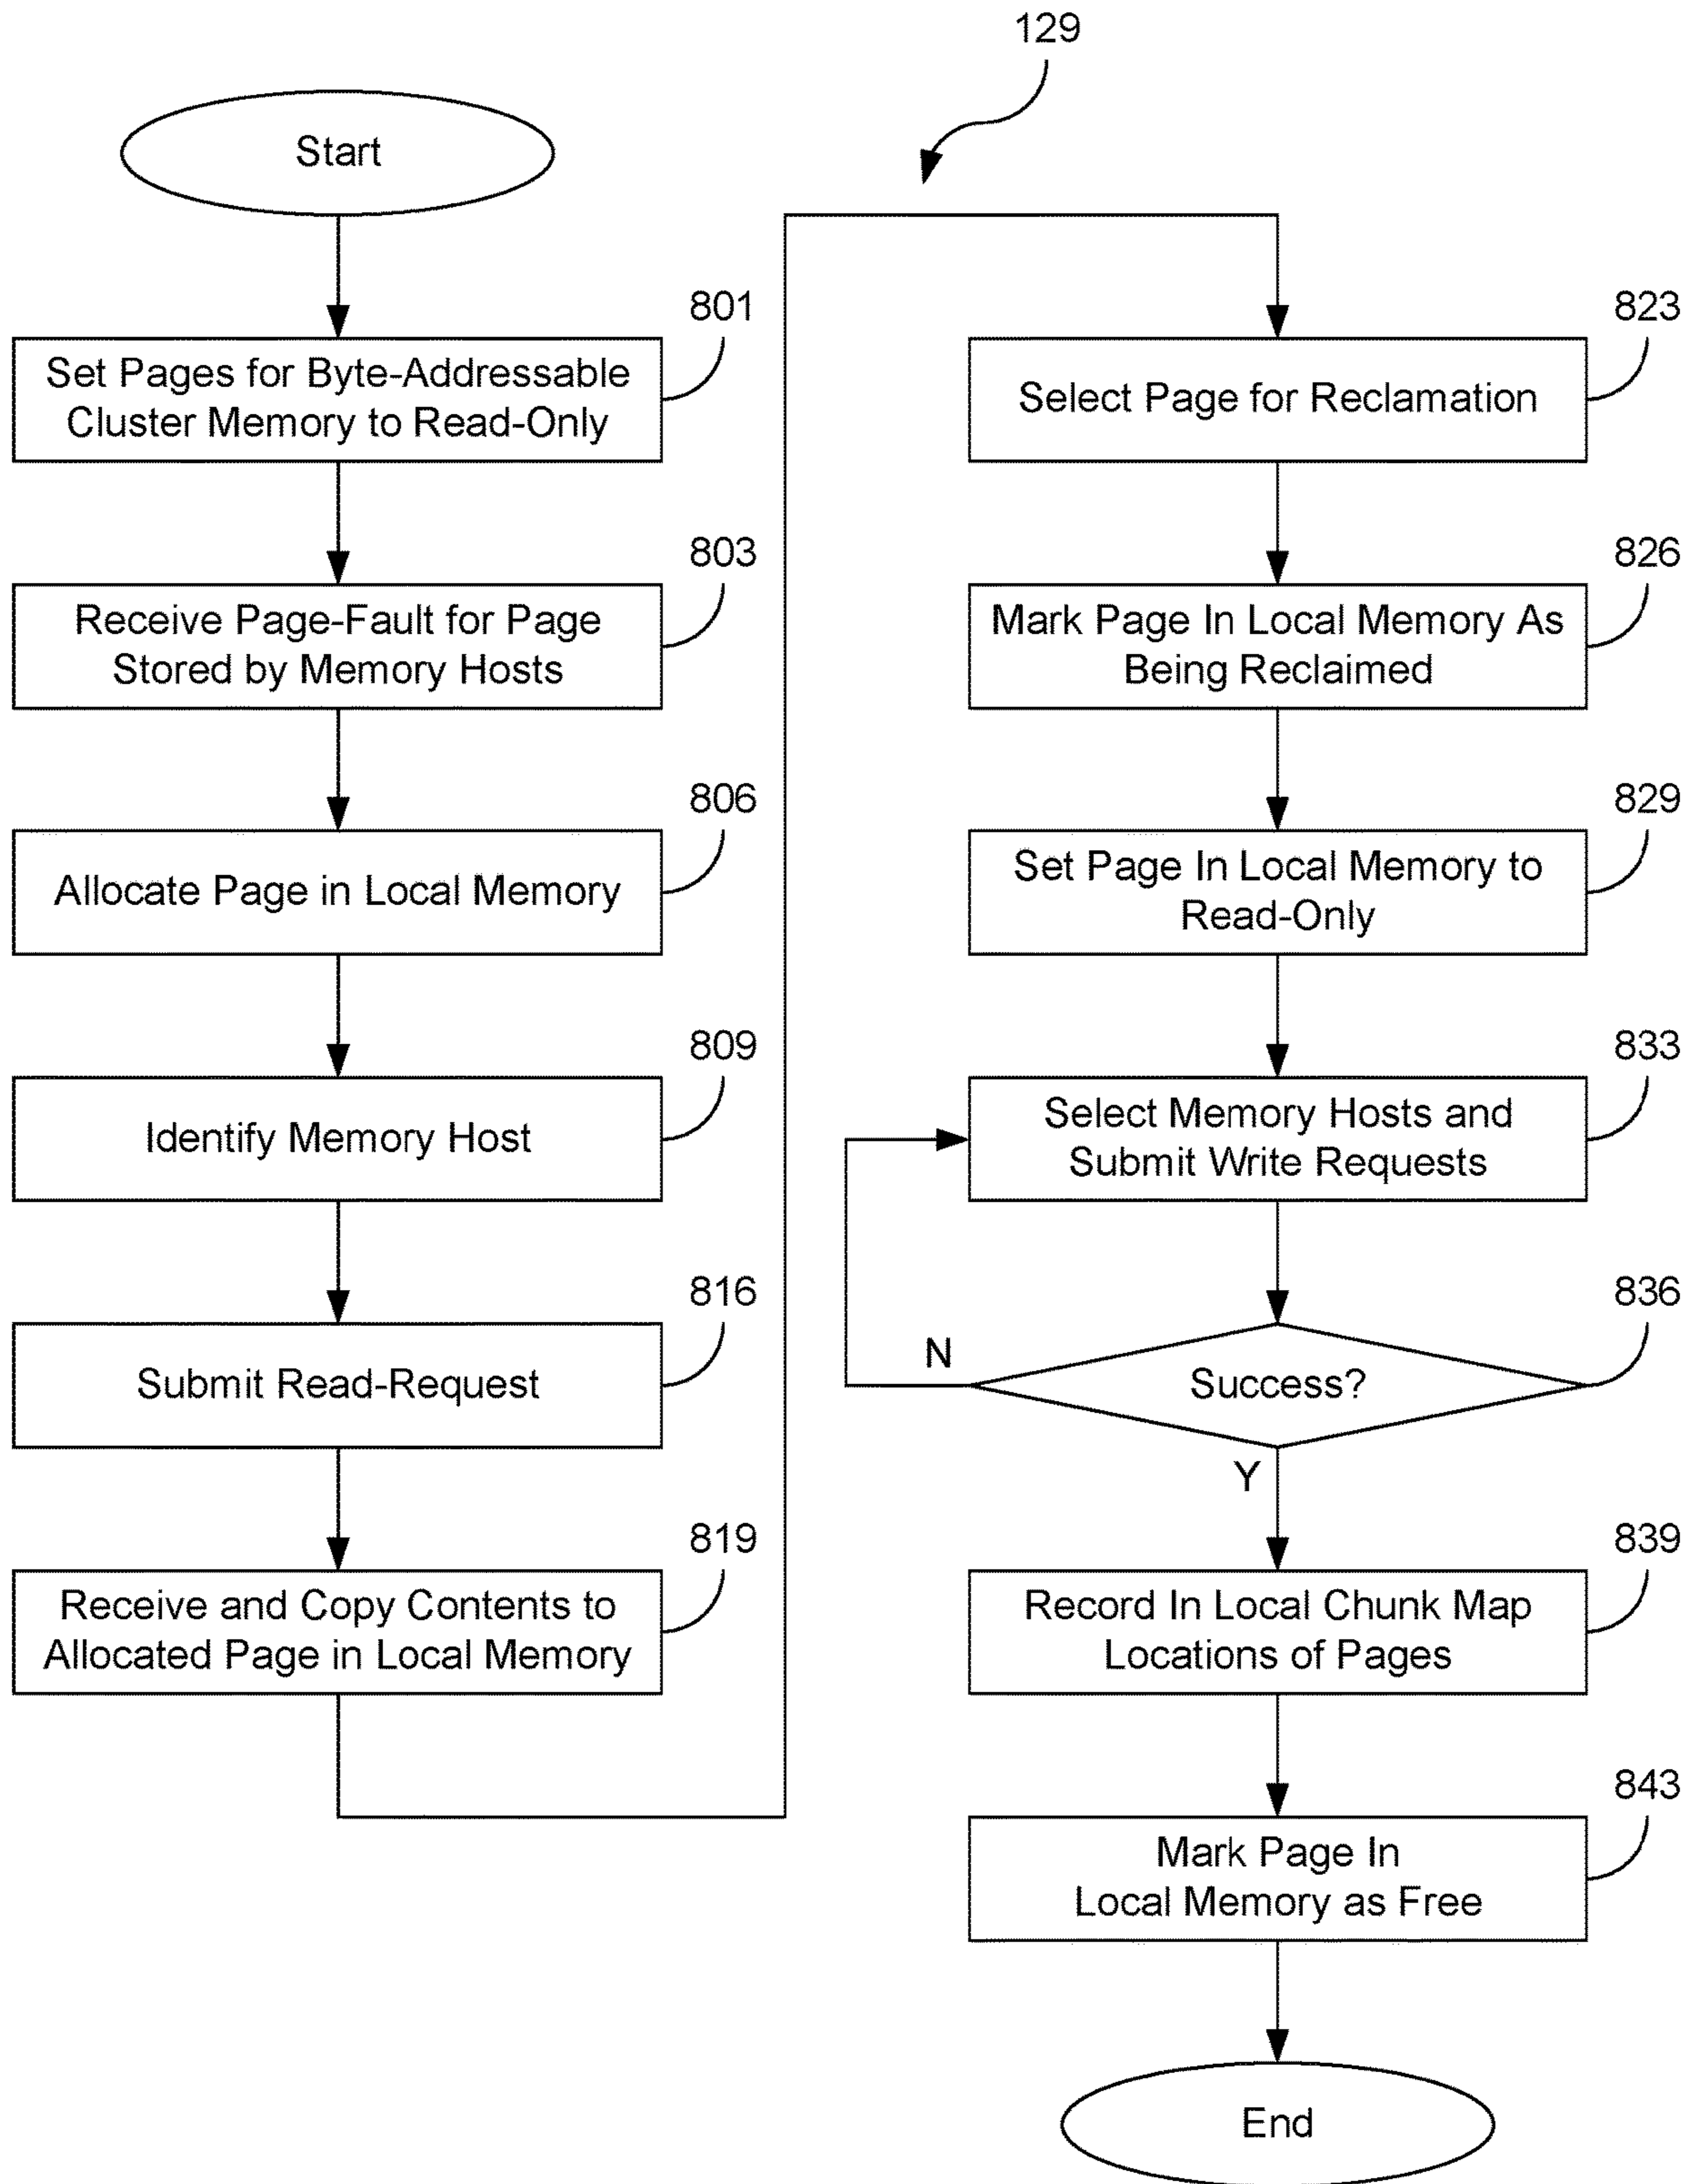 129
Start
801
Set Pages for Byte-Addressable
Cluster Memory to Read-Only
803
Receive Page-Fault for Page
Stored by Memory Hosts
806
Allocate Page in Local Memory
809
Identify Memory Host
816
Submit Read-Request
819
Receive and Copy Contents to
Allocated Page in Local Memory
823
Select Page for Reclamation
826
Mark Page In Local Memory As
Being Reclaimed
829
Set Page In Local Memory to
Read-Only
833
Select Memory Hosts and
Submit Write Requests
836
N
Success?
Y
839
Record In Local Chunk Map
Locations of Pages
843
Mark Page In
Local Memory as Free
End